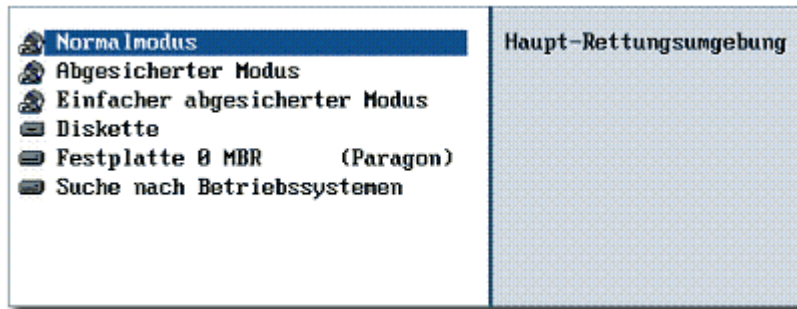 Normalmodus
Abgesicherter Modus
Einfacher abgesicherter Modus
Diskette
Festplatte 0 MBR (Paragon)
Suche nach Betriebssystemen
Haupt-Rettungsumgebung